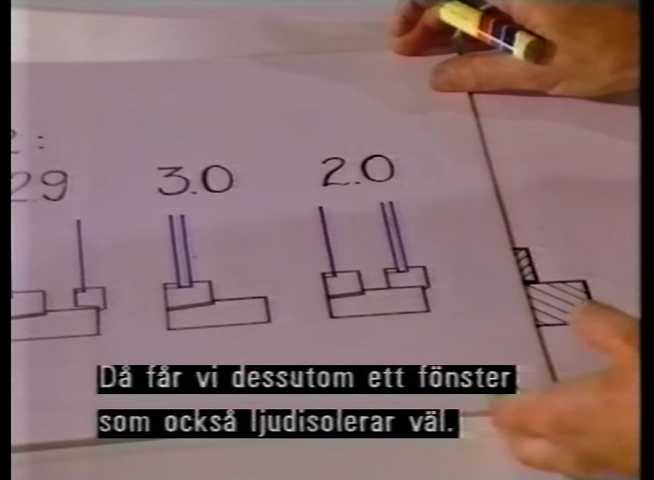 2:
2.9 3.0 2.0
Då får vi dessutom ett fönster
som också ljudisolerar väl.